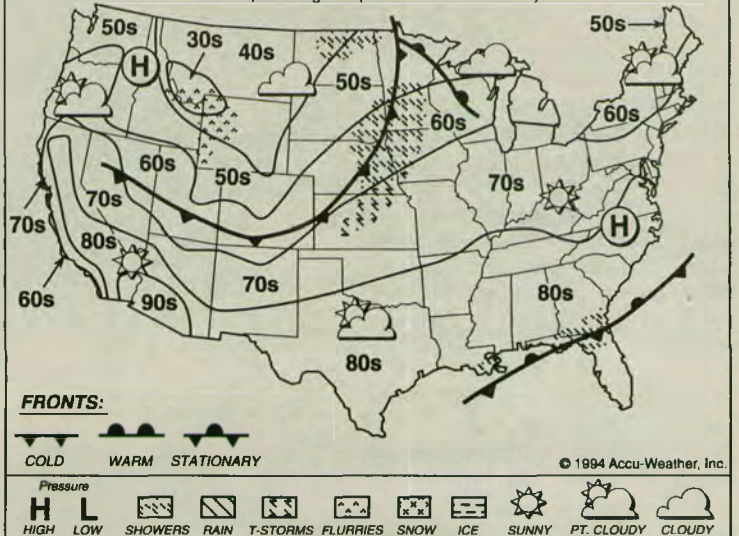 50s
50s
30s
40s
H
50s
60s
60s
60s
50s
70s
70s
70s
H
80s
60s
90s
70s
80s
80s
FRONTS:
COLD WARM STATIONARY
© 1994 Accu-Weather, Inc.
Pressure
H L
HIGH LOW SHOWERS RAIN T-STORMS FLURRIES SNOW ICE SUNNY PT. CLOUDY CLOUDY